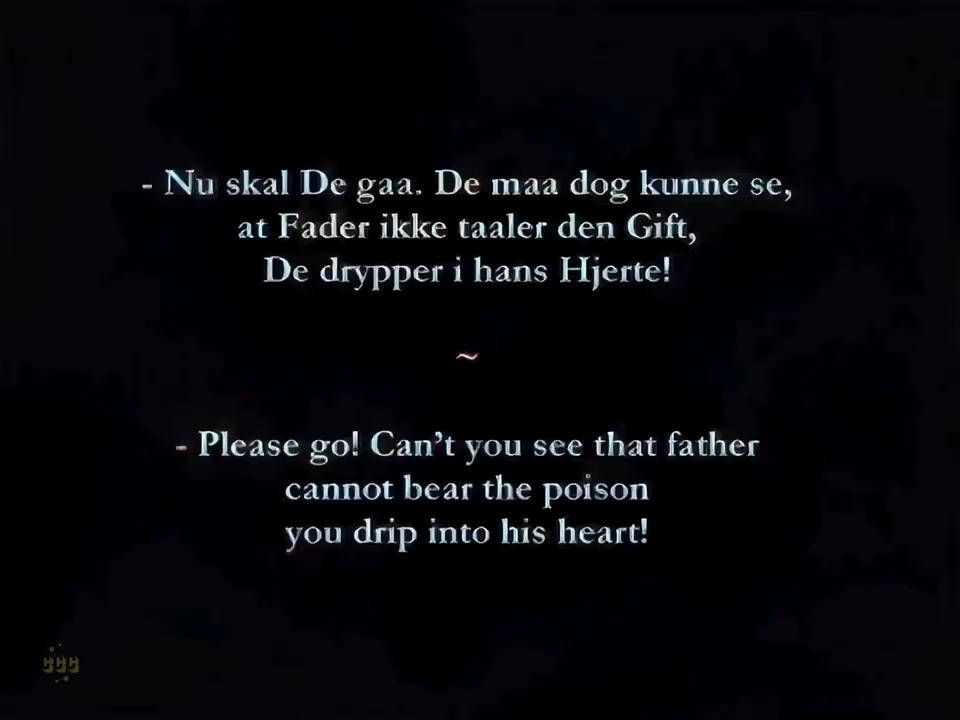 - Nu skal De gaa. De maa dog kunne se,
at Fader ikke taaler den Gift,
De drypper i hans Hjerte!
~
- Please go! Can't you see that father
cannot bear the poison
you drip into his heart!
CCC